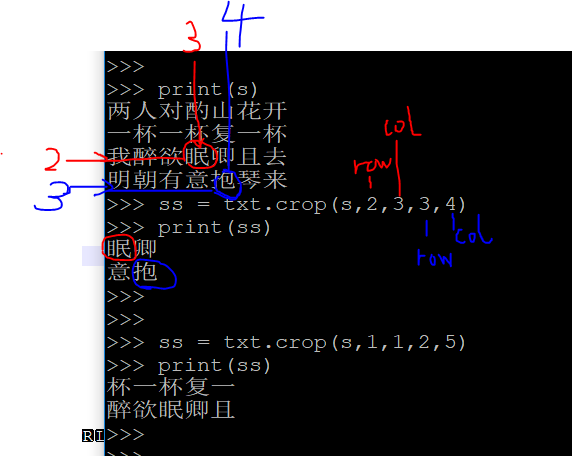 3 4
>>>
>>> print(s)
两人对酌山花开
一杯一杯复一杯
col
2 我醉欲眠卿且去
row
3 明朝有意抱琴来
>>> ss = txt.crop(s,2,3,3,4)
>>> print(ss)
col
眠卿
row
意抱
>>>
>>>
>>> ss = txt.crop(s,1,1,2,5)
>>> print(ss)
杯一杯复一
醉欲眠卿且
>>>
>>>